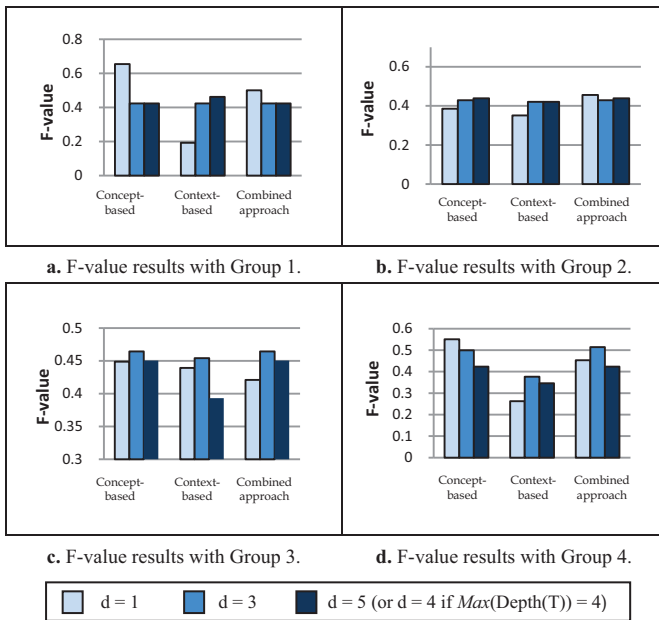 F-value
0.8
0.6
0.4
0.2
0
Concept-based
Context-based
Combined approach
a. F-value results with Group 1.
F-value
0.6
0.4
0.2
0
Concept-based
Context-based
Combined approach
b. F-value results with Group 2.
F-value
0.5
0.45
0.4
0.35
0.3
Concept-based
Context-based
Combined approach
c. F-value results with Group 3.
F-value
0.6
0.5
0.4
0.3
0.2
0.1
0
Concept-based
Context-based
Combined approach
d. F-value results with Group 4.
d = 1
d = 3
d = 5 (or d = 4 if Max(Depth(T)) = 4)